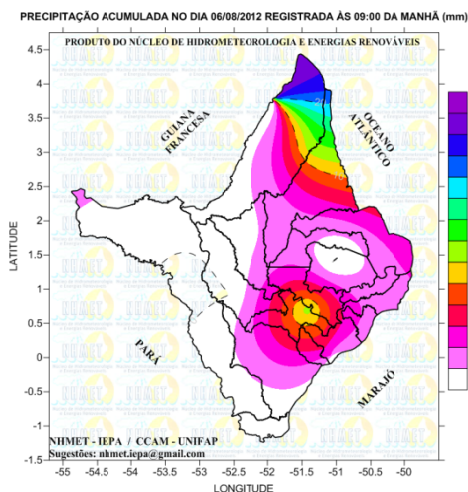 PRECIPITAÇÃO ACUMULADA NO DIA 06/08/2012 REGISTRADA ÀS 09:00 DA MANHÃ (mm)
PRODUTO DO NÚCLEO DE HIDROMETEOROLOGIA E ENERGIAS RENOVÁVEIS
GUIANA
FRANCESA
OCEANO
ATLÂNTICO
PARÁ
MARAJÓ
LATITUDE
4.5
4
3.5
3
2.5
2
1.5
1
0.5
0
-0.5
-1
-1.5
NHMET - IEPA / CCAM - UNIFAP
Sugestões: nhmet.iepa@gmail.com
-55 -54.5 -54 -53.5 -53 -52.5 -52 -51.5 -51 -50.5 -50
LONGITUDE